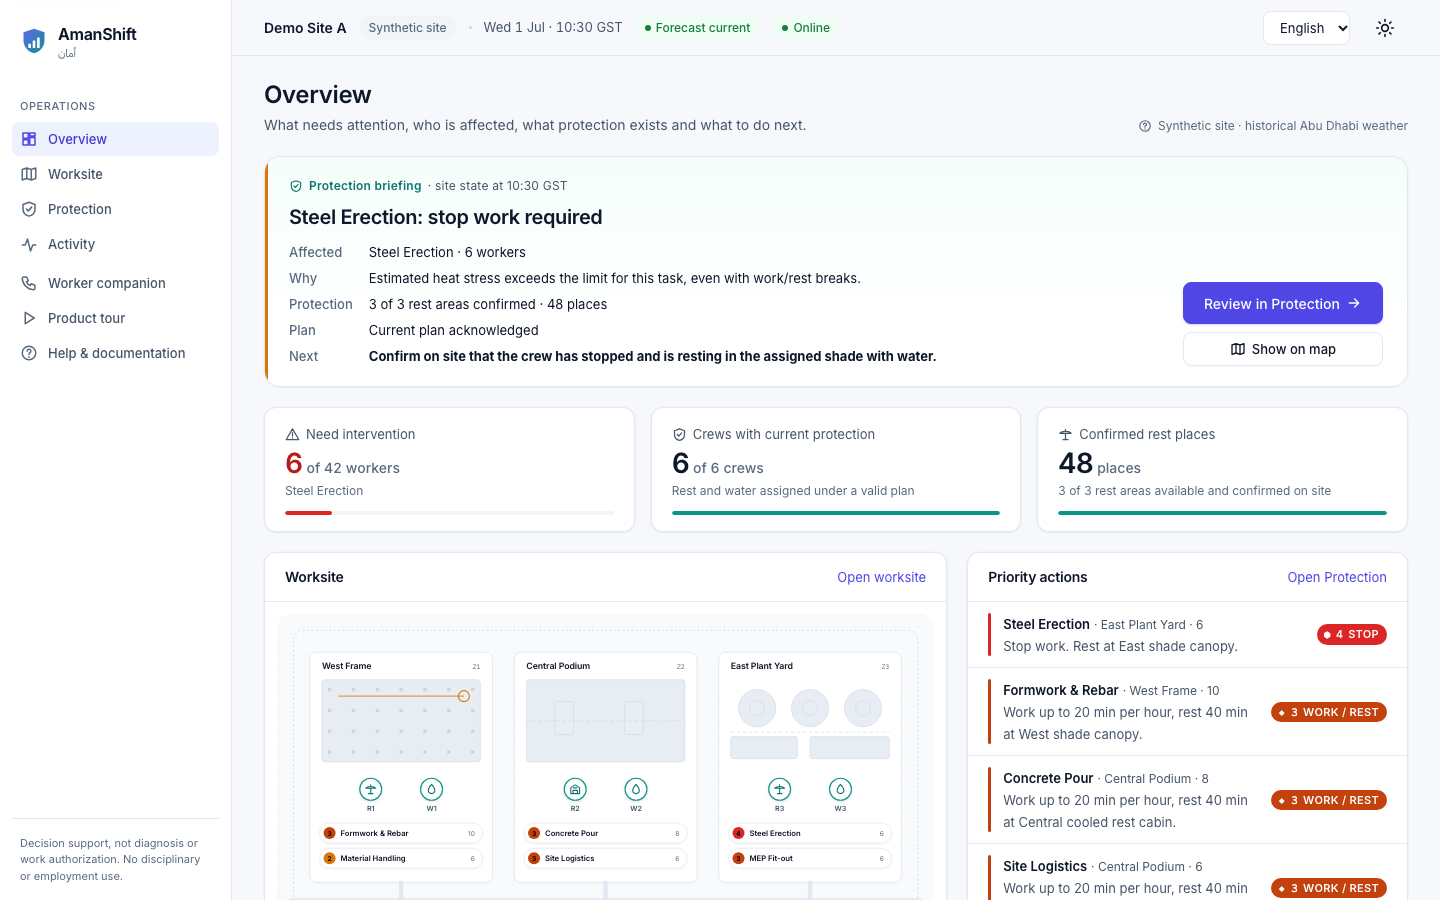 AmanShift
أمان
OPERATIONS
Overview
Worksite
Protection
Activity
Worker companion
Product tour
Help & documentation
Decision support, not diagnosis or
work authorization. No disciplinary
or employment use.
Demo Site A
Synthetic site
· Wed 1 Jul · 10:30 GST
Forecast current
Online
English
Overview
What needs attention, who is affected, what protection exists and what to do next.
Synthetic site · historical Abu Dhabi weather
Protection briefing · site state at 10:30 GST
Steel Erection: stop work required
Affected Steel Erection · 6 workers
Why Estimated heat stress exceeds the limit for this task, even with work/rest breaks.
Protection 3 of 3 rest areas confirmed · 48 places
Plan Current plan acknowledged
Next Confirm on site that the crew has stopped and is resting in the assigned shade with water.
Review in Protection →
Show on map
Need intervention
6 of 42 workers
Steel Erection
Crews with current protection
6 of 6 crews
Rest and water assigned under a valid plan
Confirmed rest places
48 places
3 of 3 rest areas available and confirmed on site
Worksite
Open worksite
West Frame Z1
R1 W1
3 Formwork & Rebar 10
2 Material Handling 6
Central Podium Z2
R2 W2
3 Concrete Pour 8
3 Site Logistics 6
East Plant Yard Z3
R3 W3
4 Steel Erection 6
3 MEP Fit-out 6
Priority actions
Open Protection
Steel Erection · East Plant Yard · 6
Stop work. Rest at East shade canopy.
4 STOP
Formwork & Rebar · West Frame · 10
Work up to 20 min per hour, rest 40 min
at West shade canopy.
3 WORK / REST
Concrete Pour · Central Podium · 8
Work up to 20 min per hour, rest 40 min
at Central cooled rest cabin.
3 WORK / REST
Site Logistics · Central Podium · 6
Work up to 20 min per hour, rest 40 min
3 WORK / REST